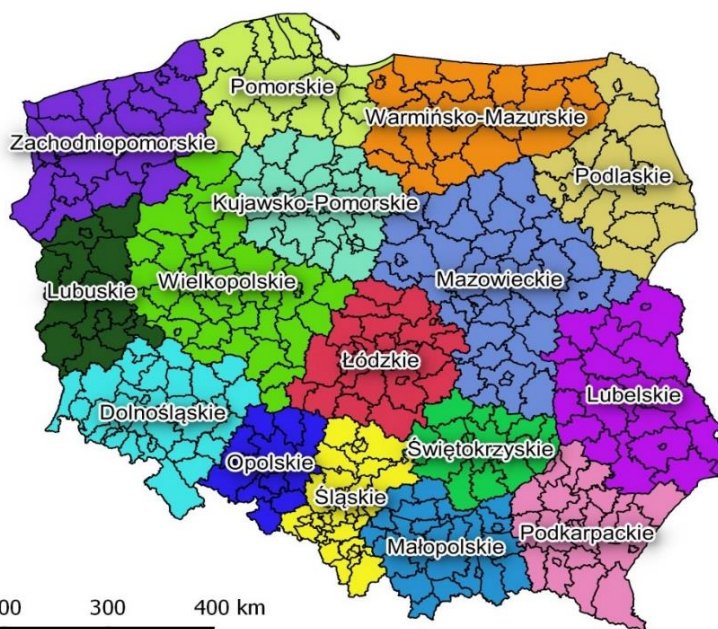 Pomorskie
Warmińsko-Mazurskie
Zachodniopomorskie
Podlaskie
Kujawsko-Pomorskie
Wielkopolskie
Mazowieckie
Lubuskie
Łódzkie
Lubelskie
Dolnośląskie
Świętokrzyskie
Opolskie
Śląskie
Podkarpackie
Małopolskie
300
400 km